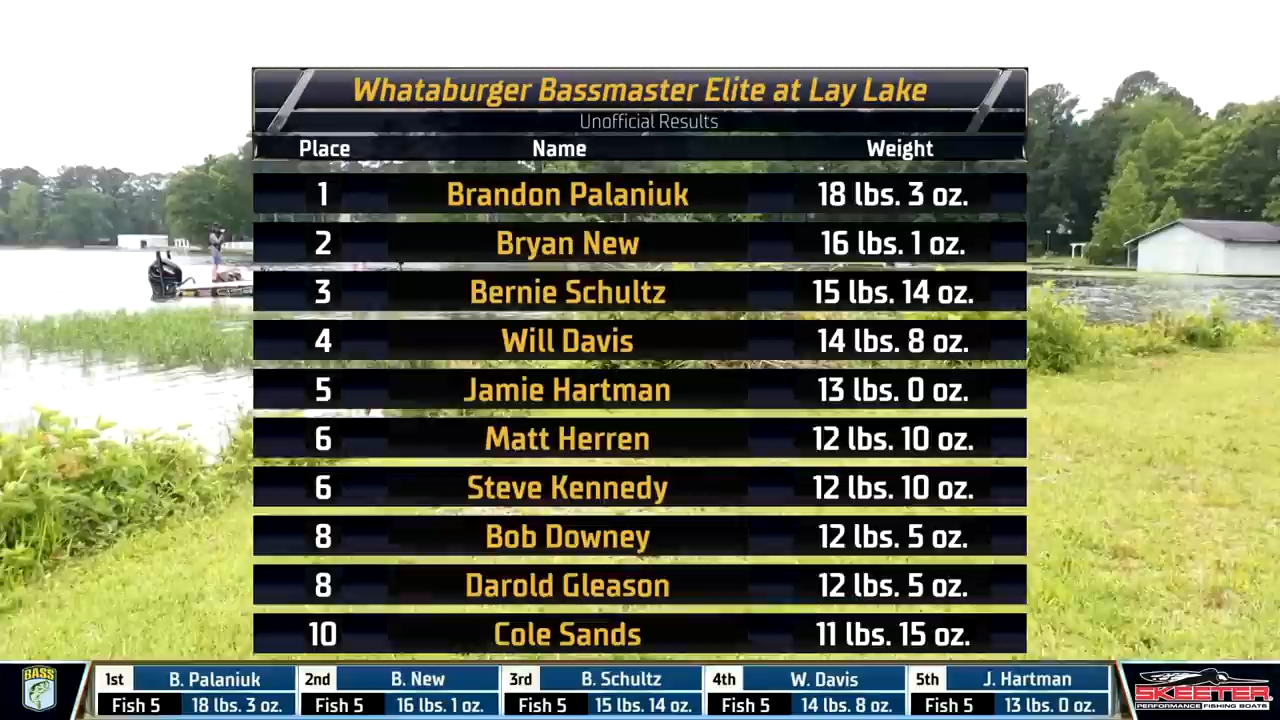 Whataburger Bassmaster Elite at Lay Lake
Unofficial Results
Place Name Weight
1 Brandon Palaniuk 18 lbs. 3 oz.
2 Bryan New 16 lbs. 1 oz.
3 Bernie Schultz 15 lbs. 14 oz.
4 Will Davis 14 lbs. 8 oz.
5 Jamie Hartman 13 lbs. 0 oz.
6 Matt Herren 12 lbs. 10 oz.
6 Steve Kennedy 12 lbs. 10 oz.
8 Bob Downey 12 lbs. 5 oz.
8 Darold Gleason 12 lbs. 5 oz.
10 Cole Sands 11 lbs. 15 oz.
BASS
1st B. Palaniuk 2nd B. New 3rd B. Schultz 4th W. Davis 5th J. Hartman
Fish 5 18 lbs. 3 oz. Fish 5 16 lbs. 1 oz. Fish 5 15 lbs. 14 oz. Fish 5 14 lbs. 8 oz. Fish 5 13 lbs. 0 oz.
SKEETER
PERFORMANCE FISHING BOATS